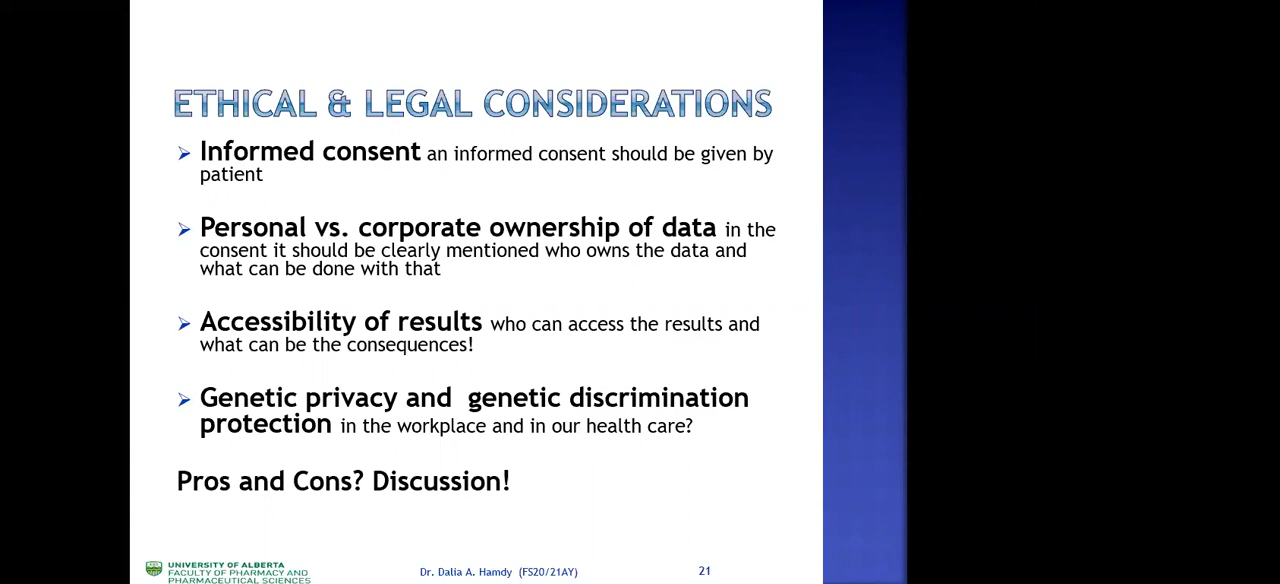 ETHICAL & LEGAL CONSIDERATIONS
➢ Informed consent an informed consent should be given by
patient
➢ Personal vs. corporate ownership of data in the
consent it should be clearly mentioned who owns the data and
what can be done with that
➢ Accessibility of results who can access the results and
what can be the consequences!
➢ Genetic privacy and  genetic discrimination
protection in the workplace and in our health care?
Pros and Cons? Discussion!
UNIVERSITY OF ALBERTA
FACULTY OF PHARMACY AND
PHARMACEUTICAL SCIENCES
Dr. Dalia A. Hamdy  (FS20/21AY)
21